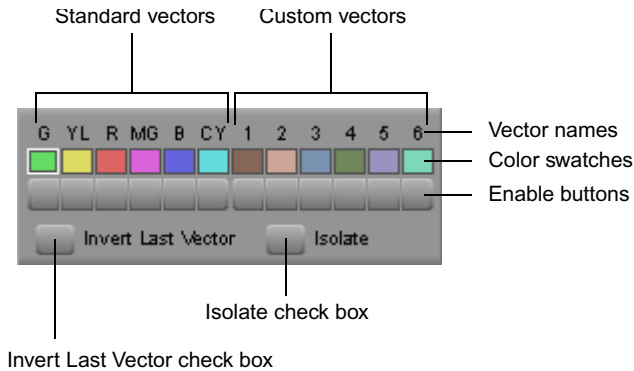 Standard vectors Custom vectors
G YL R MG B CY 1 2 3 4 5 6
Vector names
Color swatches
Enable buttons
Invert Last Vector Isolate
Isolate check box
Invert Last Vector check box